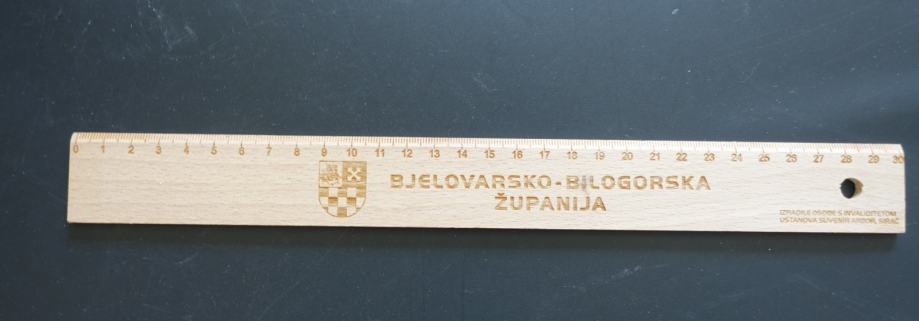 0 1 2 3 4 5 6 7 8 9 10 11 12 13 14 15 16 17 18 19 20 21 22 23 24 25 26 27 28 29 30
BJELOVARSKO-BILOGORSKA
ŽUPANIJA
IZRADILE OSOBE S INVALIDITETOM
USTANOVA SUVENIR ARBOR, SIRAČ